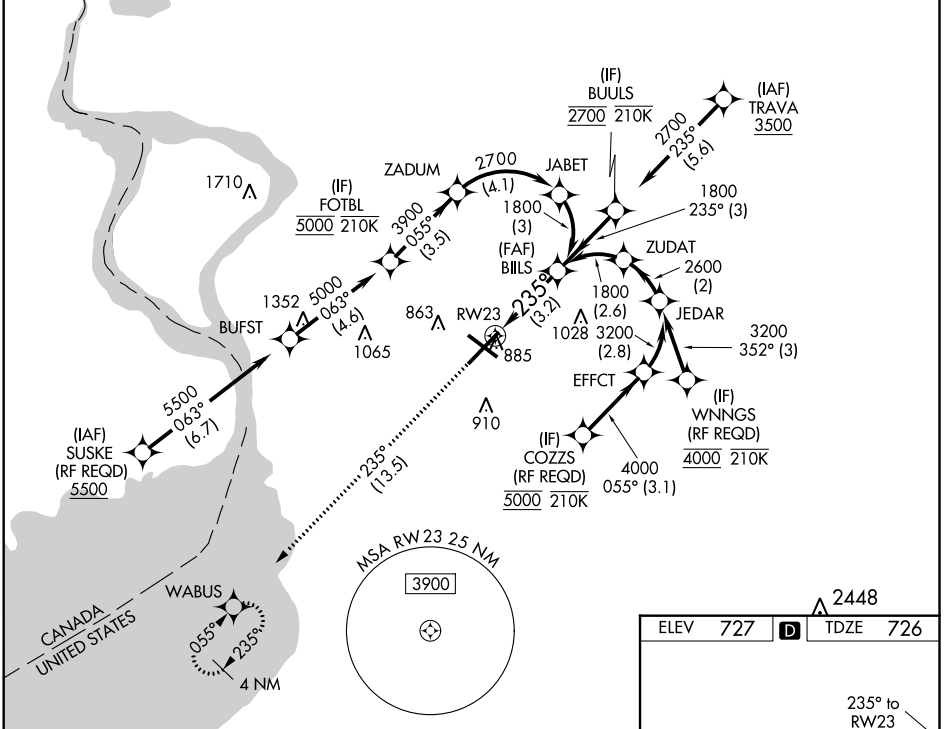 (IF)
BUULS
2700 210K
(IAF)
TRAVA
3500
2700
235°
(5.6)
ZADUM
2700
(4.1)
JABET
1710
(IF)
FOTBL
5000 210K
3900
055°
(3.5)
1800
(3)
1800
235° (3)
(FAF)
BIILS
ZUDAT
2600
(2)
1352
5000
063°
(4.6)
BUFST
863
1065
RW23
235°
(3.2)
1800
(2.6)
1028
JEDAR
885
3200
(2.8)
3200
352° (3)
EFFCT
910
(IF)
WNNGS
(RF REQD)
4000 210K
5500
063°
(6.7)
(IAF)
SUSKE
(RF REQD)
5500
(IF)
COZZS
(RF REQD)
5000 210K
4000
055° (3.1)
235°
(13.5)
MSA RW 23 25 NM
3900
WABUS
055°
235°
4 NM
CANADA
UNITED STATES
2448
ELEV 727 D TDZE 726
235° to
RW23